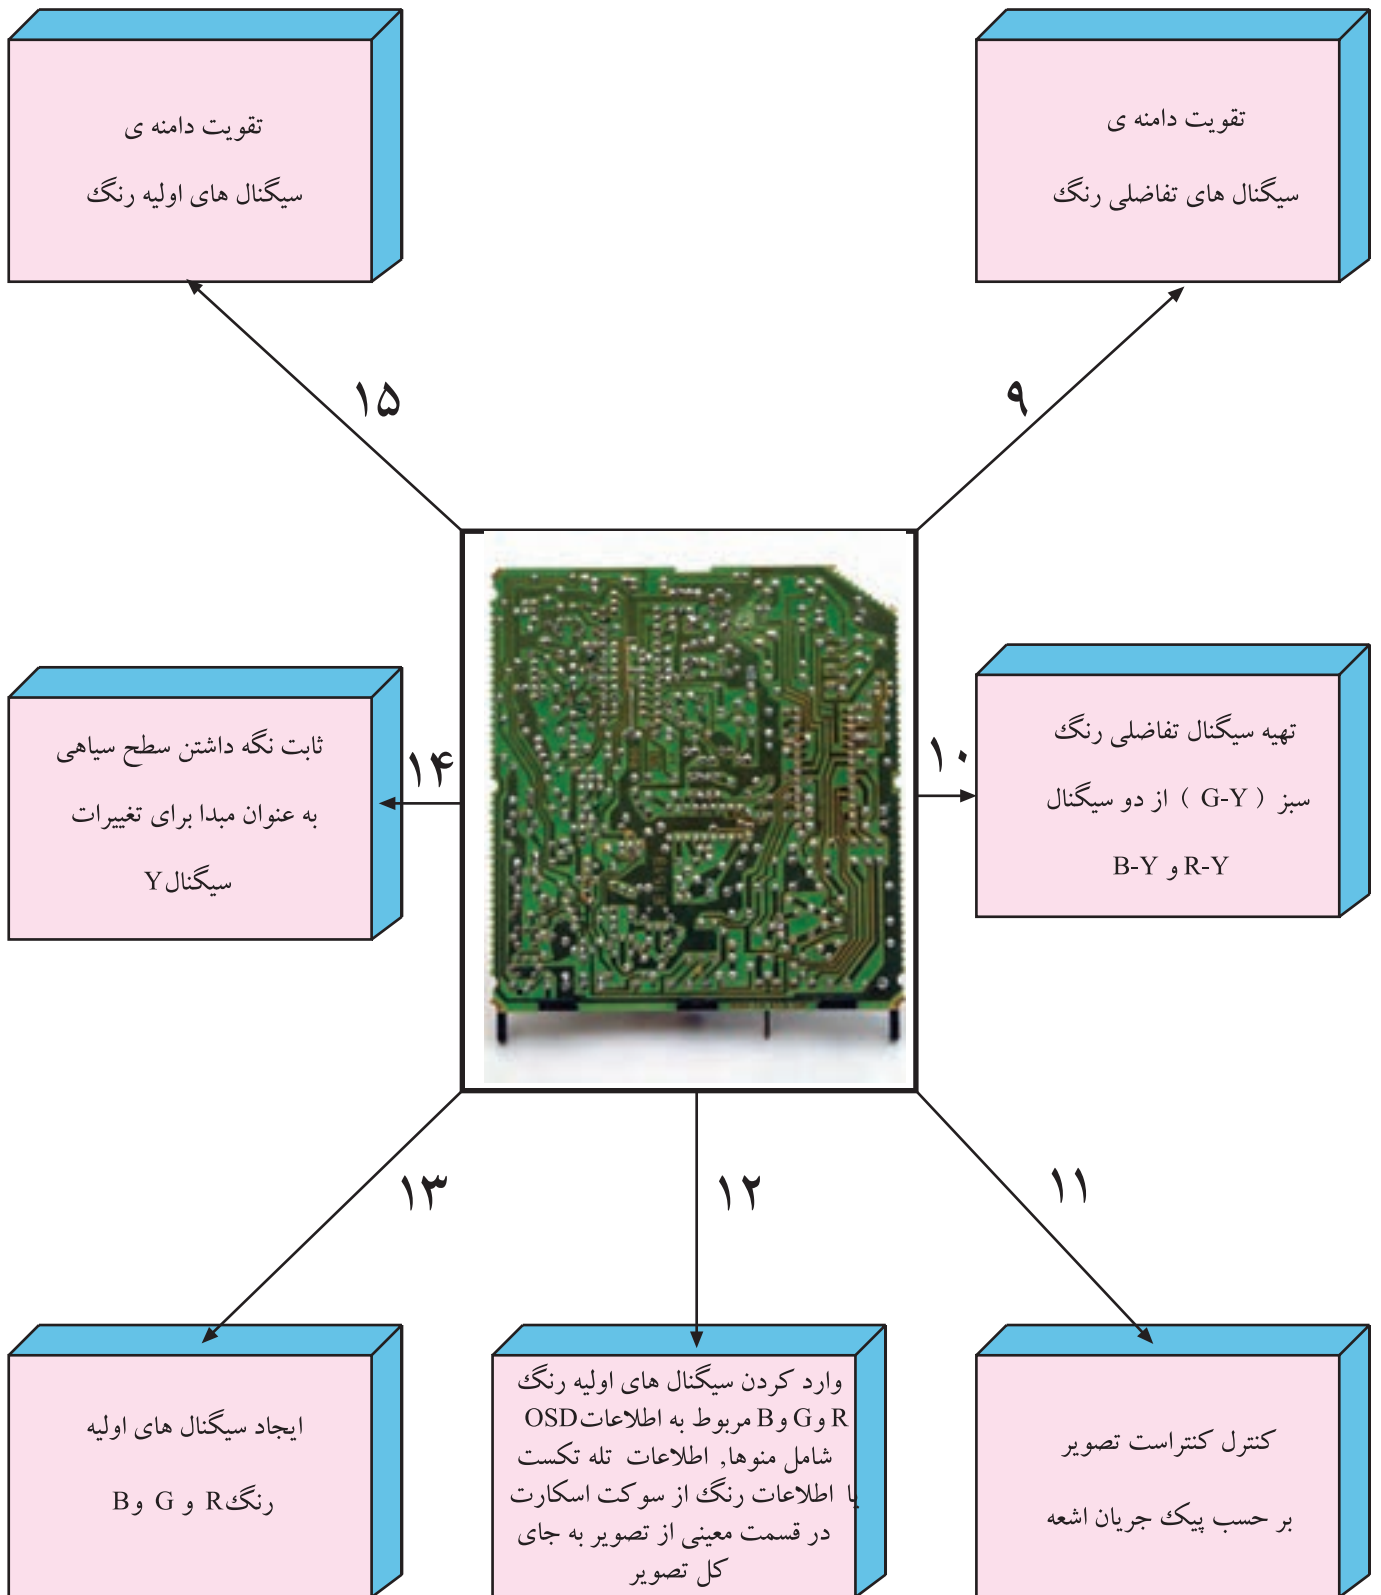 تقویت دامنه ی
سیگنال های تفاضلی رنگ
۹
تهیه سیگنال تفاضلی رنگ
سبز ( G-Y ) از دو سیگنال
R-Y و B-Y
۱۰
کنترل کنتراست تصویر
بر حسب پیک جریان اشعه
۱۱
وارد کردن سیگنال های اولیه رنگ
R و G و B مربوط به اطلاعات OSD
شامل منوها, اطلاعات تله تکست
یا اطلاعات رنگ از سوکت اسکارت
در قسمت معینی از تصویر به جای
کل تصویر
۱۲
ایجاد سیگنال های اولیه
رنگ R و G و B
۱۳
ثابت نگه داشتن سطح سیاهی
به عنوان مبدا برای تغییرات
سیگنال Y
۱۴
تقویت دامنه ی
سیگنال های اولیه رنگ
۱۵